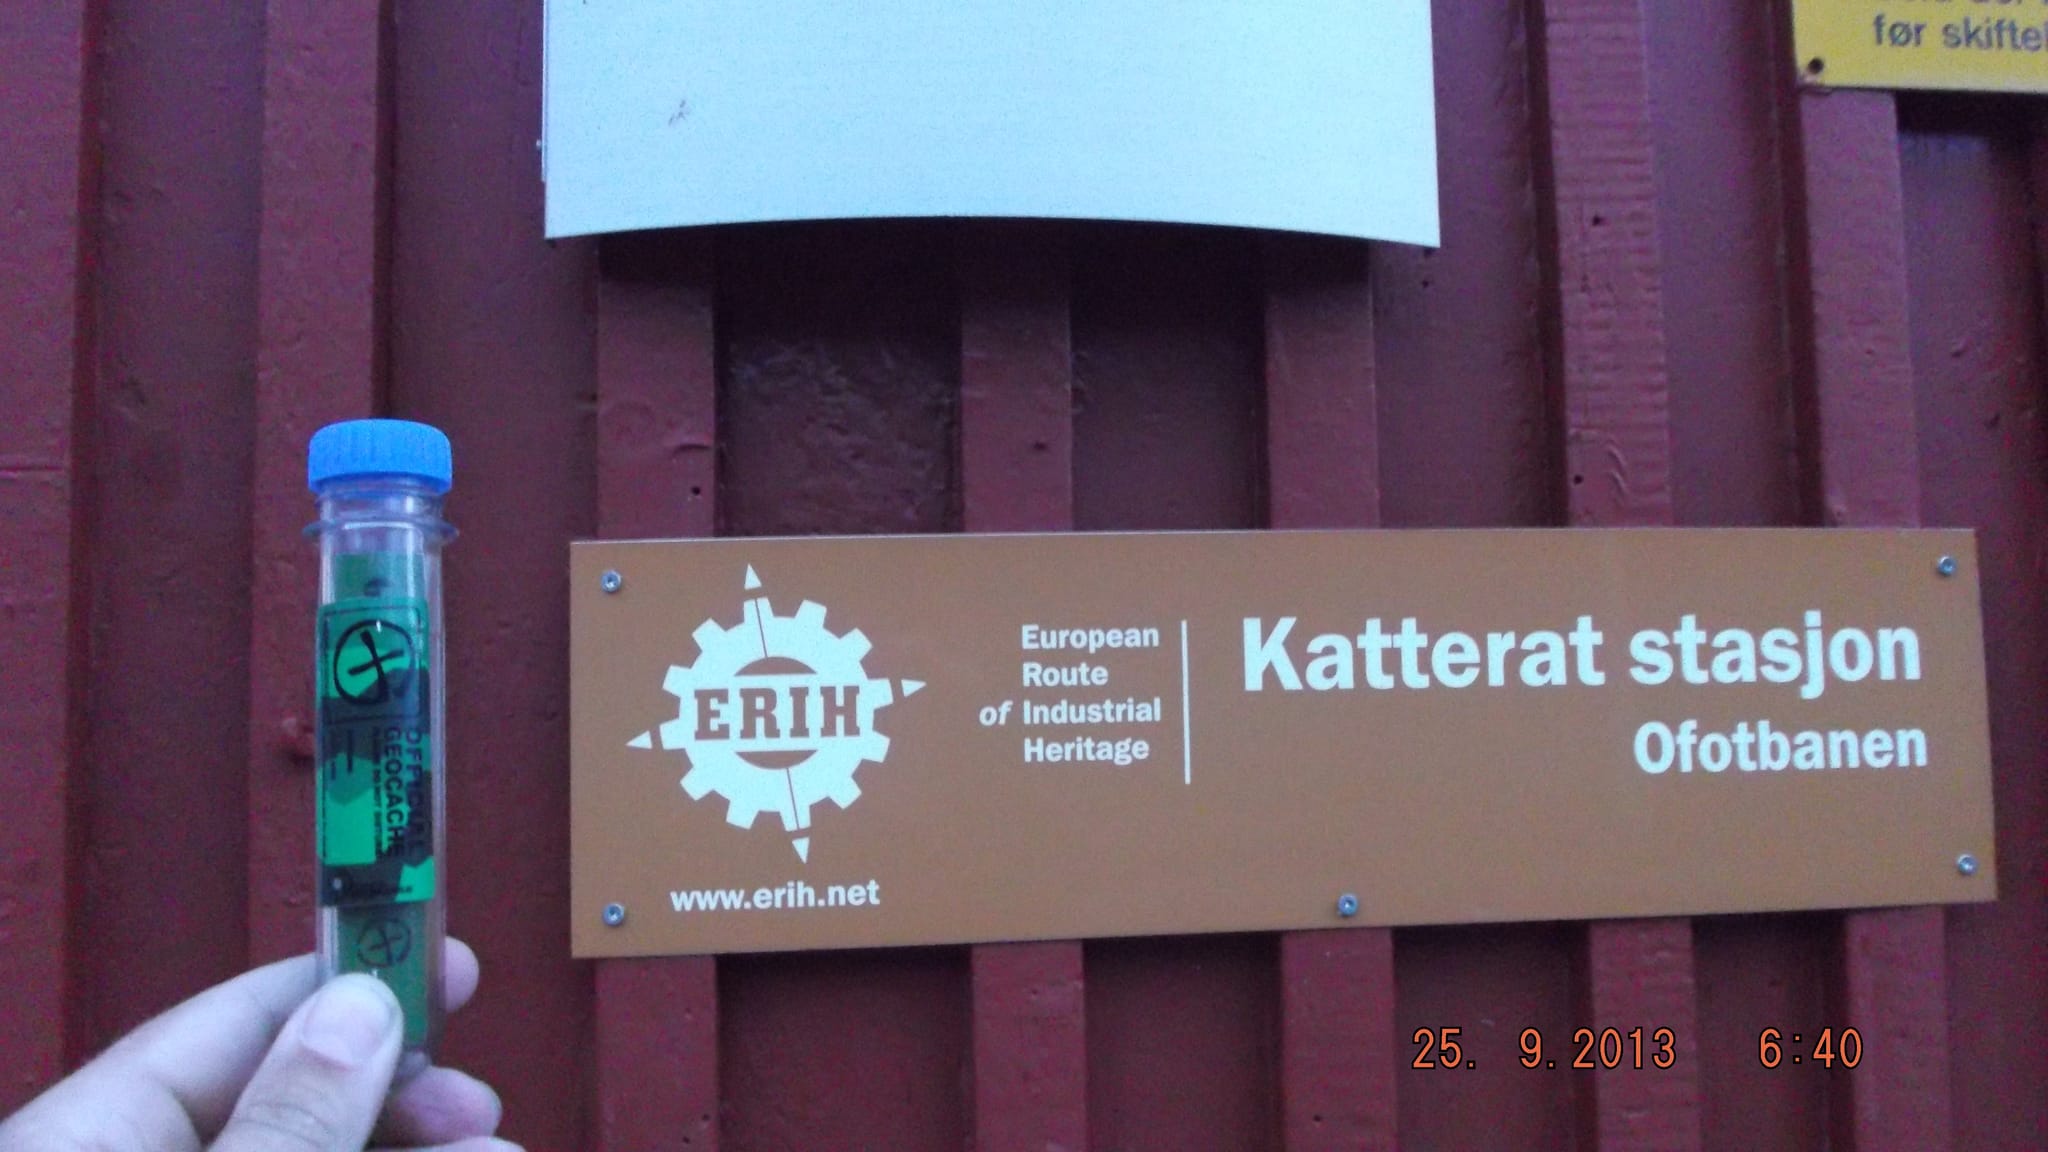 før skifte
ERIH
www.erih.net
European
Route
of Industrial
Heritage
Katterat stasjon
Ofotbanen
OFFICIAL
GEOCACHE
25. 9.2013 6:40